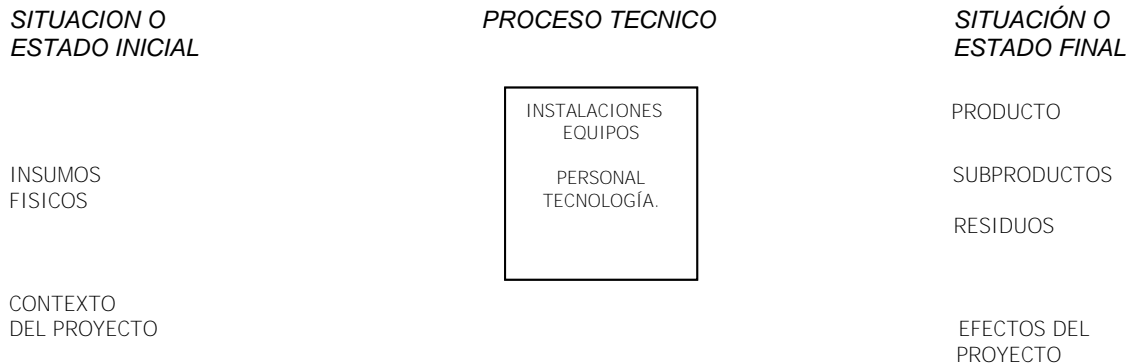 SITUACION O
ESTADO INICIAL
PROCESO TECNICO
SITUACIÓN O
ESTADO FINAL
INSUMOS
FISICOS
CONTEXTO
DEL PROYECTO
INSTALACIONES
EQUIPOS
PERSONAL
TECNOLOGÍA.
PRODUCTO
SUBPRODUCTOS
RESIDUOS
EFECTOS DEL
PROYECTO